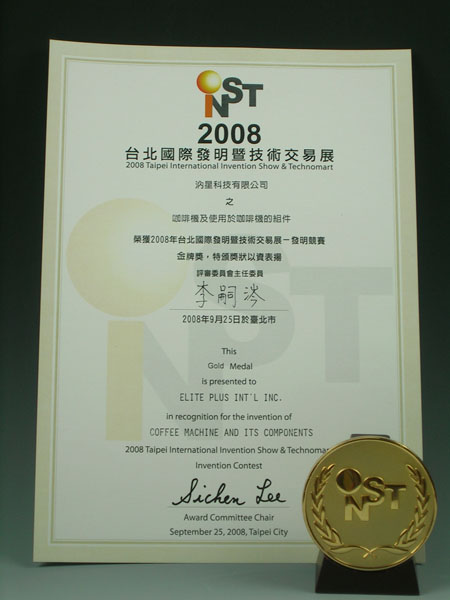 INST
2008
台北國際發明暨技術交易展
2008 Taipei International Invention Show & Technomart
汭星科技有限公司
之
咖啡機及使用於咖啡機的組件
榮獲2008年台北國際發明暨技術交易展－發明競賽
金牌獎，特頒獎狀以資表揚
評審委員會主任委員
李嗣涔
2008年9月25日於臺北市
This
Gold Medal
is presented to
ELITE PLUS INT'L INC.
in recognition for the invention of
COFFEE MACHINE AND ITS COMPONENTS
2008 Taipei International Invention Show & Technomart
Invention Contest
Sichen Lee
Award Committee Chair
September 25, 2008, Taipei City
INST